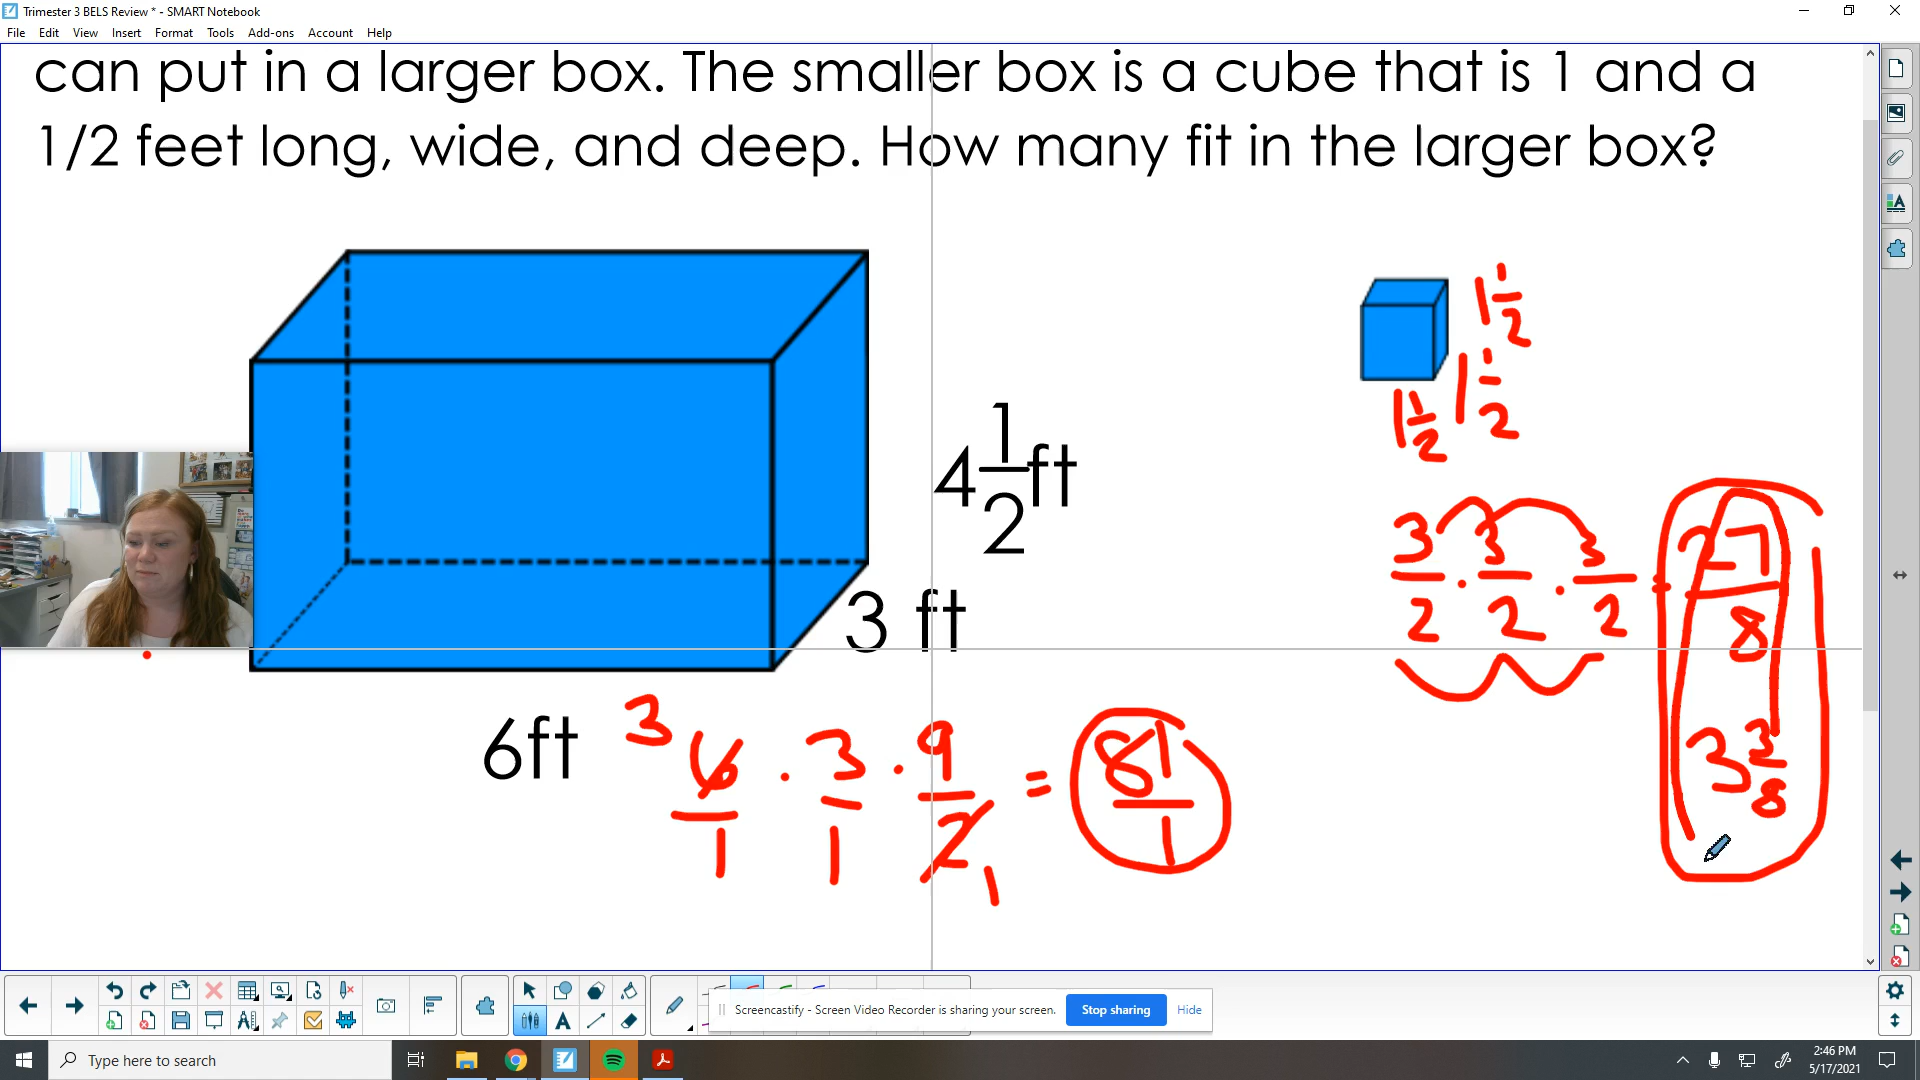 Trimester 3 BELS Review * - SMART Notebook
File Edit View Insert Format Tools Add-ons Account Help
can put in a larger box. The smaller box is a cube that is 1 and a
1/2 feet long, wide, and deep. How many fit in the larger box?
1 1/2
1 1/2
1 1/2
4 1/2 ft
3 ft
6ft
3/2 · 3/2 · 3/2 = 27/8
3 3/8
3 6/1 · 3/1 · 9/2 1 = 81/1
Screencastify - Screen Video Recorder is sharing your screen. Stop sharing Hide
Type here to search
2:46 PM
5/17/2021